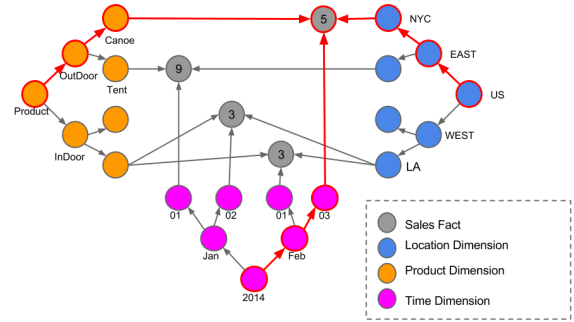 5
NYC
Canoe
OutDoor
EAST
9
Tent
Product
US
3
WEST
InDoor
3
LA
01
02
01
03
Jan
Feb
2014
Sales Fact
Location Dimension
Product Dimension
Time Dimension